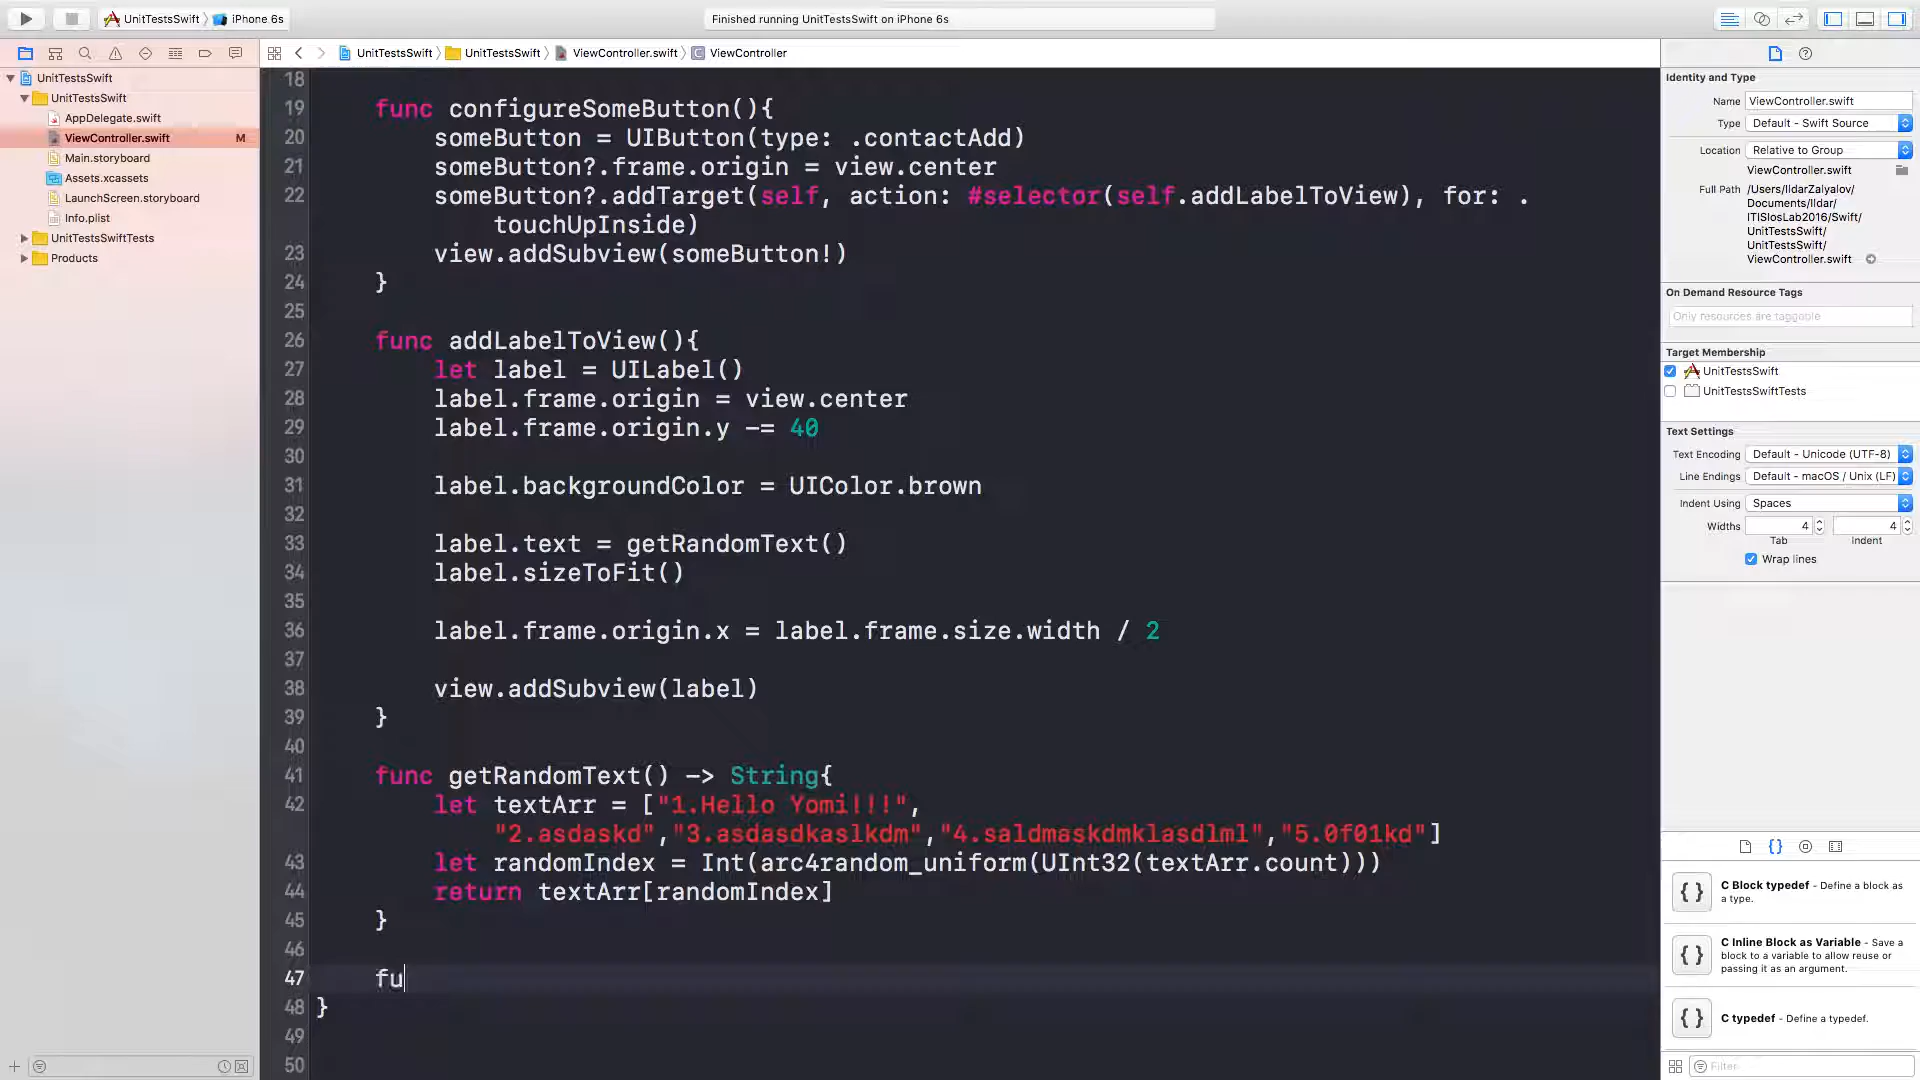 UnitTestsSwift iPhone 6s
Finished running UnitTestsSwift on iPhone 6s
UnitTestsSwift UnitTestsSwift ViewController.swift C ViewController
UnitTestsSwift
UnitTestsSwift
AppDelegate.swift
ViewController.swift M
Main.storyboard
Assets.xcassets
LaunchScreen.storyboard
Info.plist
UnitTestsSwiftTests
Products
18
19 func configureSomeButton(){
20 someButton = UIButton(type: .contactAdd)
21 someButton?.frame.origin = view.center
22 someButton?.addTarget(self, action: #selector(self.addLabelToView), for: .
touchUpInside)
23 view.addSubview(someButton!)
24 }
25
26 func addLabelToView(){
27 let label = UILabel()
28 label.frame.origin = view.center
29 label.frame.origin.y -= 40
30
31 label.backgroundColor = UIColor.brown
32
33 label.text = getRandomText()
34 label.sizeToFit()
35
36 label.frame.origin.x = label.frame.size.width / 2
37
38 view.addSubview(label)
39 }
40
41 func getRandomText() -> String{
42 let textArr = ["1.Hello Yomi!!!",
"2.asdaskd","3.asdasdkaslkdm","4.saldmaskdmklasdlml","5.0f01kd"]
43 let randomIndex = Int(arc4random_uniform(UInt32(textArr.count)))
44 return textArr[randomIndex]
45 }
46
47 fu
48 }
49
50
Identity and Type
Name ViewController.swift
Type Default - Swift Source
Location Relative to Group
ViewController.swift
Full Path /Users/IldarZalyalov/
Documents/Ildar/
ITISIosLab2016/Swift/
UnitTestsSwift/
UnitTestsSwift/
ViewController.swift
On Demand Resource Tags
Only resources are taggable
Target Membership
UnitTestsSwift
UnitTestsSwiftTests
Text Settings
Text Encoding Default - Unicode (UTF-8)
Line Endings Default - macOS / Unix (LF)
Indent Using Spaces
Widths 4 4
Tab Indent
Wrap lines
{ } C Block typedef - Define a block as
a type.
{ } C Inline Block as Variable - Save a
block to a variable to allow reuse or
passing it as an argument.
{ } C typedef - Define a typedef.
Filter